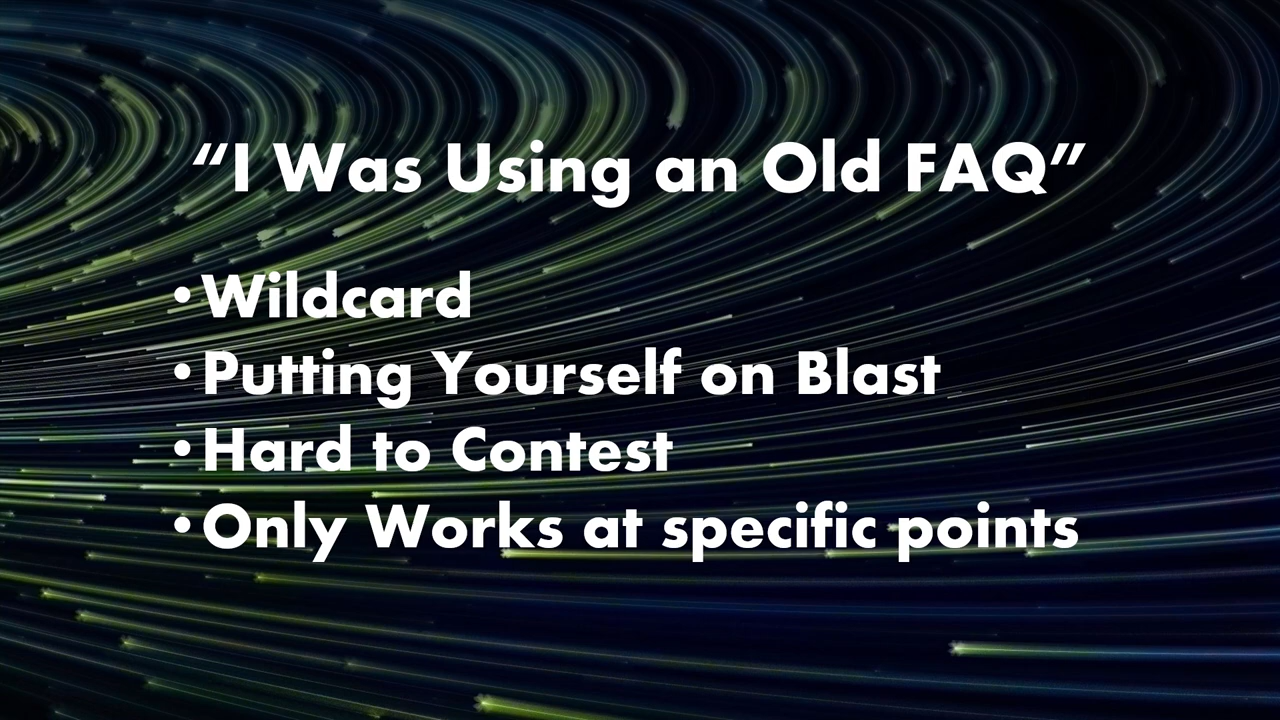 “I Was Using an Old FAQ”
•Wildcard
•Putting Yourself on Blast
•Hard to Contest
•Only Works at specific points